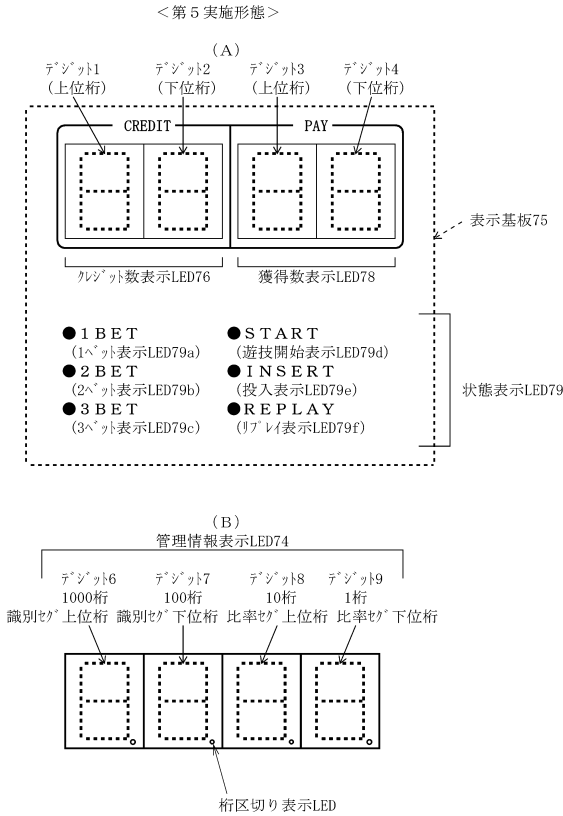 ＜第５実施形態＞
（Ａ）
ﾃﾞｼﾞｯﾄ1 ﾃﾞｼﾞｯﾄ2 ﾃﾞｼﾞｯﾄ3 ﾃﾞｼﾞｯﾄ4
（上位桁） （下位桁） （上位桁） （下位桁）
CREDIT PAY
表示基板75
ｸﾚｼﾞｯﾄ数表示LED76 獲得数表示LED78
●１ＢＥＴ ●ＳＴＡＲＴ
(1ﾍﾞｯﾄ表示LED79a) (遊技開始表示LED79d)
●２ＢＥＴ ●ＩＮＳＥＲＴ
(2ﾍﾞｯﾄ表示LED79b) (投入表示LED79e)
状態表示LED79
●３ＢＥＴ ●ＲＥＰＬＡＹ
(3ﾍﾞｯﾄ表示LED79c) (ﾘﾌﾟﾚｲ表示LED79f)
（Ｂ）
管理情報表示LED74
ﾃﾞｼﾞｯﾄ6 ﾃﾞｼﾞｯﾄ7 ﾃﾞｼﾞｯﾄ8 ﾃﾞｼﾞｯﾄ9
1000桁 100桁 10桁 1桁
識別ｾｸﾞ上位桁 識別ｾｸﾞ下位桁 比率ｾｸﾞ上位桁 比率ｾｸﾞ下位桁
桁区切り表示LED